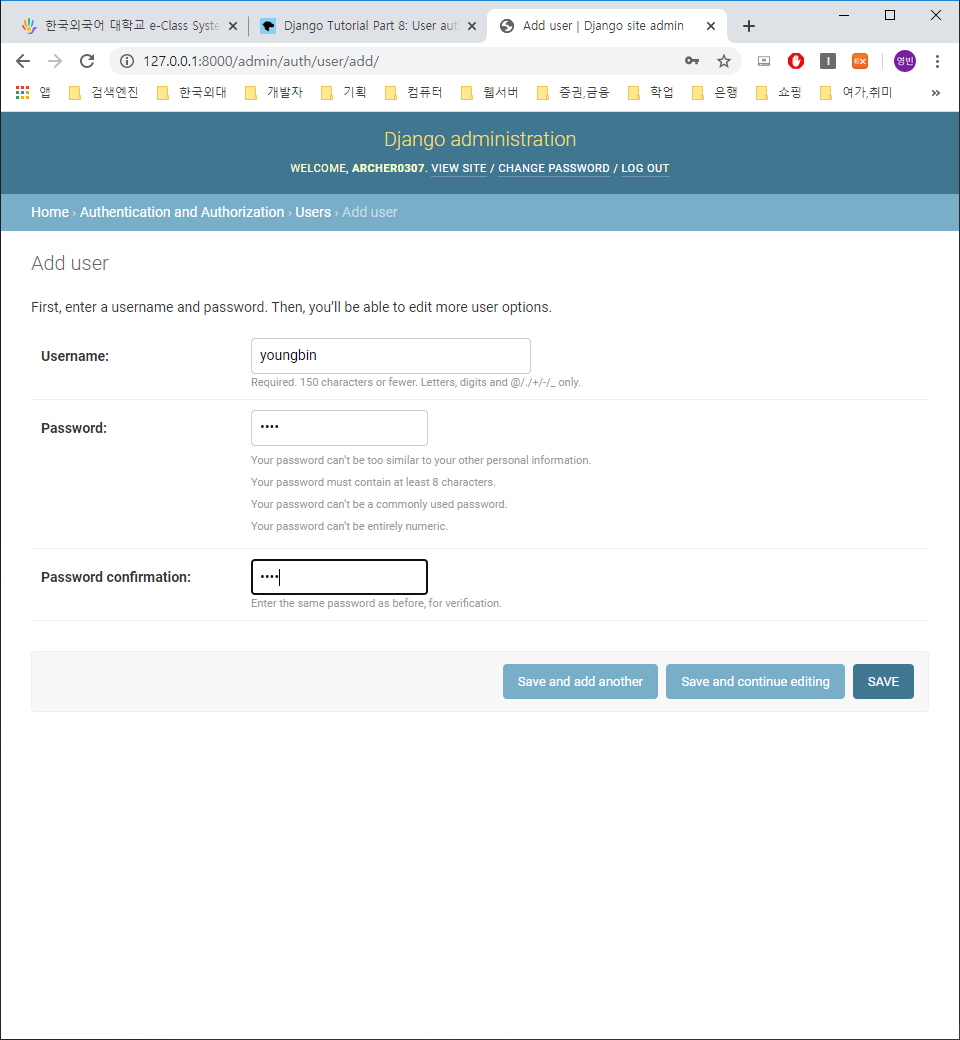 한국외국어 대학교 e-Class Syste
Django Tutorial Part 8: User aut
Add user | Django site admin
127.0.0.1:8000/admin/auth/user/add/
영빈
앱 검색엔진 한국외대 개발자 기획 컴퓨터 웹서버 증권,금융 학업 은행 쇼핑 여가,취미 »
Django administration
WELCOME, ARCHER0307. VIEW SITE / CHANGE PASSWORD / LOG OUT
Home › Authentication and Authorization › Users › Add user
Add user
First, enter a username and password. Then, you’ll be able to edit more user options.
Username: youngbin
Required. 150 characters or fewer. Letters, digits and @/./+/-/_ only.
Password: ••••
Your password can’t be too similar to your other personal information.
Your password must contain at least 8 characters.
Your password can’t be a commonly used password.
Your password can’t be entirely numeric.
Password confirmation: ••••
Enter the same password as before, for verification.
Save and add another Save and continue editing SAVE